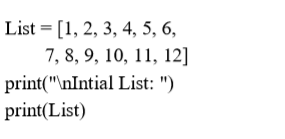 List = [1, 2, 3, 4, 5, 6,
7, 8, 9, 10, 11, 12]
print("\nIntial List: ")
print(List)